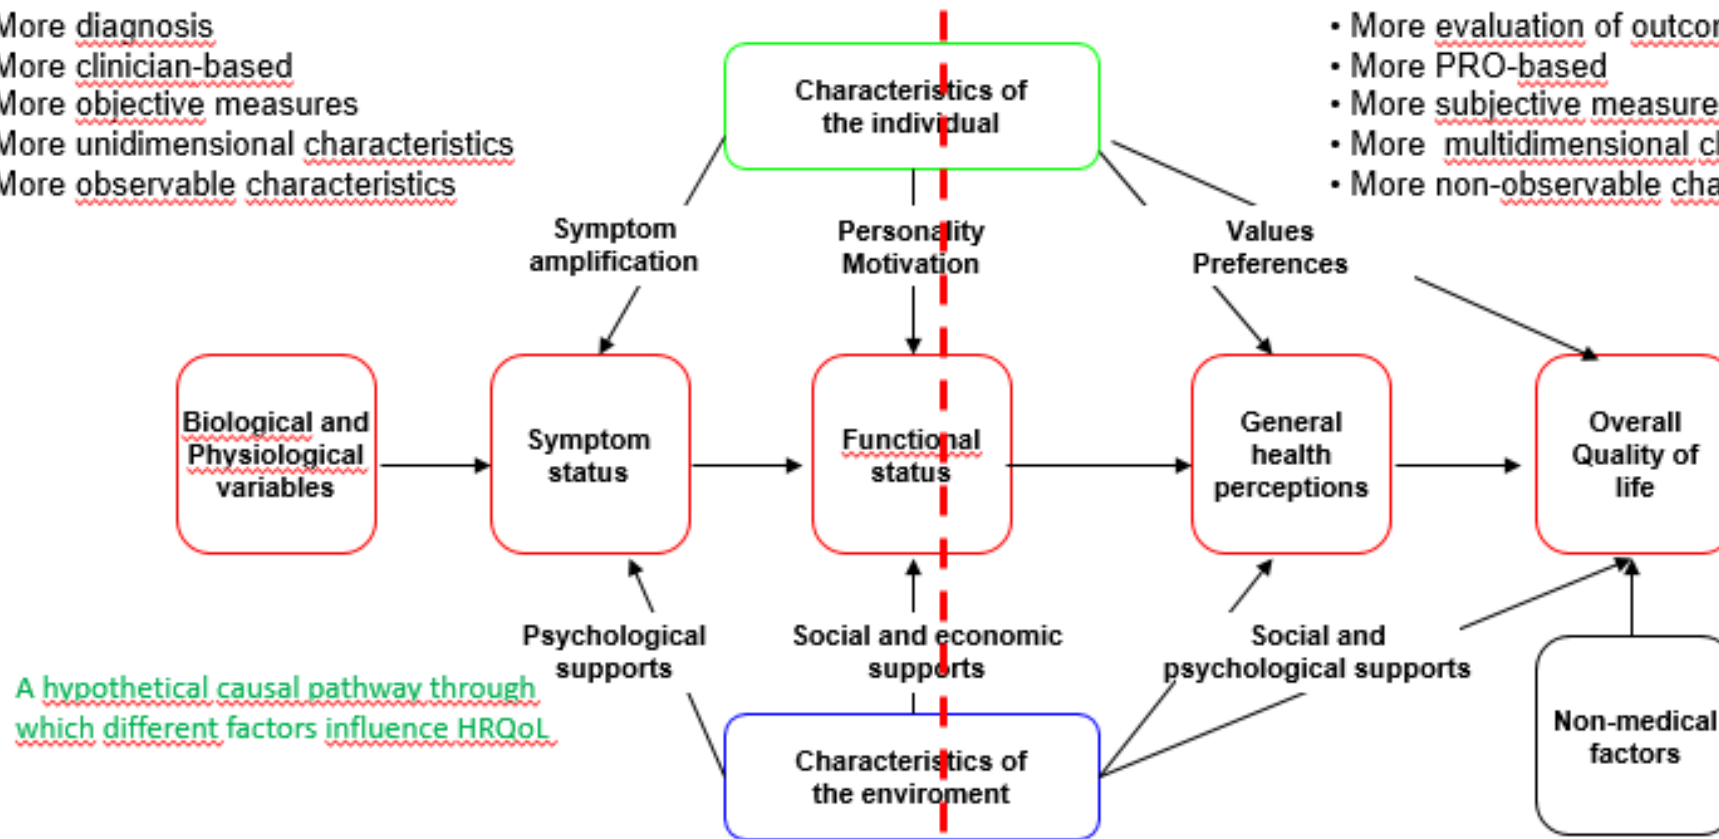 More diagnosis
More clinician-based
More objective measures
More unidimensional characteristics
More observable characteristics
• More evaluation of
• More PRO-based
• More subjective
• More multidimensional
• More non-observable
Characteristics of
the individual
Symptom
amplification
Personality
Motivation
Values
Preferences
Biological and
Physiological
variables
Symptom
status
Functional
status
General
health
perceptions
Overall
Quality of
life
Psychological
supports
Social and economic
supports
Social and
psychological supports
A hypothetical causal pathway through
which different factors influence HRQoL
Characteristics of
the enviroment
Non-medical
factors